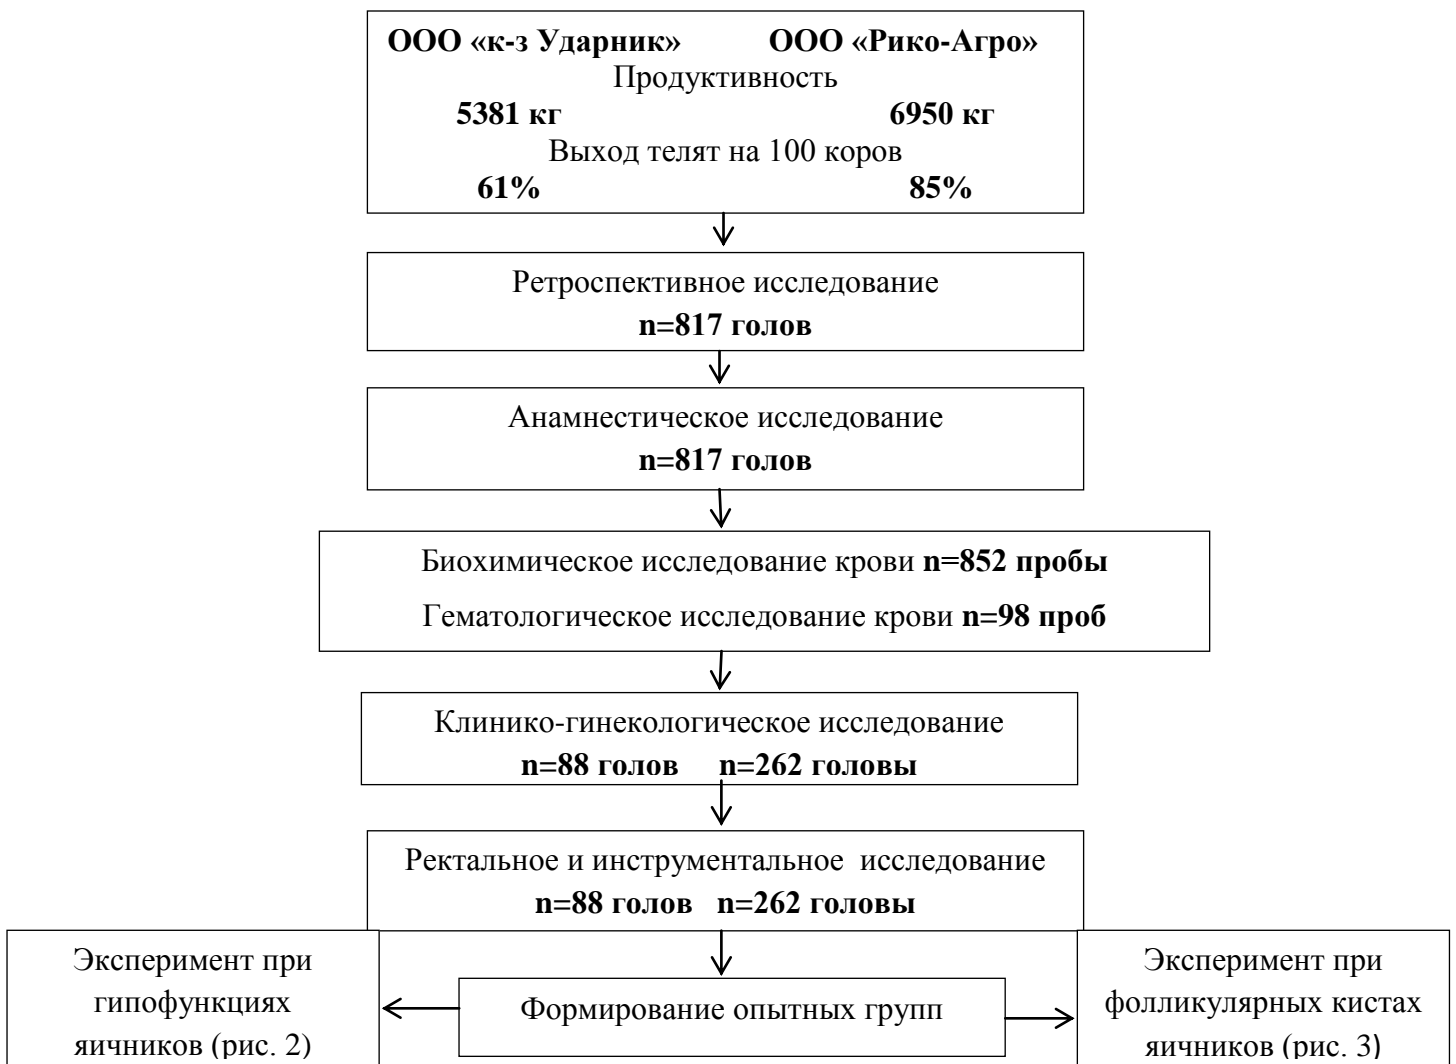 ООО «к-з Ударник» ООО «Рико-Агро»
Продуктивность
5381 кг 6950 кг
Выход телят на 100 коров
61% 85%
Ретроспективное исследование
n=817 голов
Анамнестическое исследование
n=817 голов
Биохимическое исследование крови n=852 пробы
Гематологическое исследование крови n=98 проб
Клинико-гинекологическое исследование
n=88 голов n=262 головы
Ректальное и инструментальное исследование
n=88 голов n=262 головы
Эксперимент при
гипофункциях
яичников (рис. 2)
Формирование опытных групп
Эксперимент при
фолликулярных кистах
яичников (рис. 3)